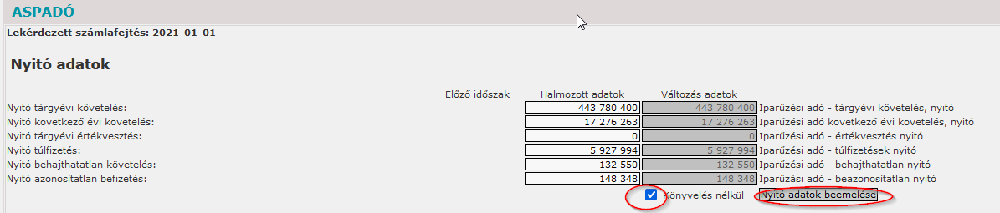 ASPADÓ
Lekérdezett számlafejtés: 2021-01-01
Nyitó adatok
Előző időszak Halmozott adatok Változás adatok
Nyitó tárgyévi követelés: 443 780 400 443 780 400 Iparűzési adó - tárgyévi követelés, nyitó
Nyitó következő évi követelés: 17 276 263 17 276 263 Iparűzési adó következő évi követelés, nyitó
Nyitó tárgyévi értékvesztés: 0 0 Iparűzési adó - értékvesztés nyitó
Nyitó túlfizetés: 5 927 994 5 927 994 Iparűzési adó - túlfizetések nyitó
Nyitó behajthatatlan követelés: 132 550 132 550 Iparűzési adó - behajthatatlan nyitó
Nyitó azonosítatlan befizetés: 148 348 148 348 Iparűzési adó - beazonosítatlan nyitó
Könyvelés nélkül Nyitó adatok beemelése